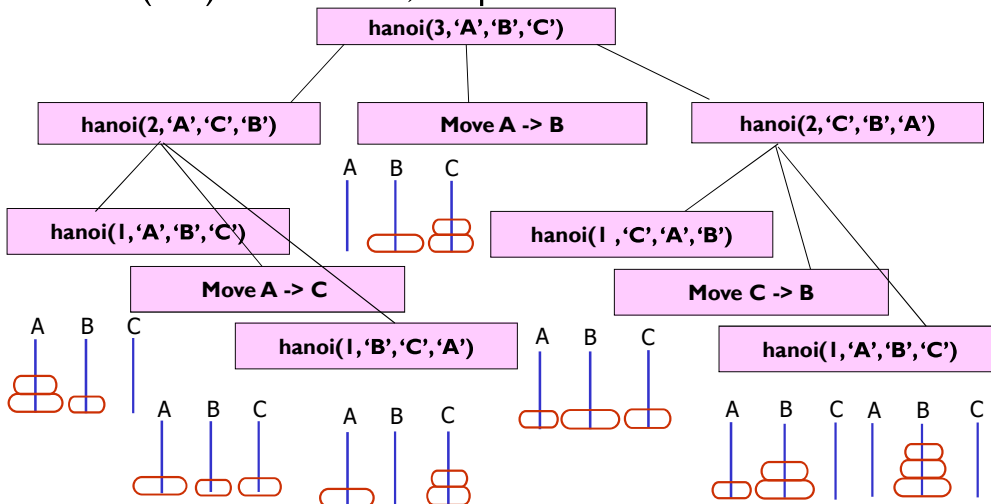 hanoi(3,‘A’,‘B’,‘C’)
hanoi(2,‘A’,‘C’,‘B’)
Move A -> B
hanoi(2,‘C’,‘B’,‘A’)
A B C
hanoi(1,‘A’,‘B’,‘C’)
hanoi(1 ,‘C’,‘A’,‘B’)
Move A -> C
Move C -> B
hanoi(1,‘B’,‘C’,‘A’)
hanoi(1,‘A’,‘B’,‘C’)
A B C
A B C
A B C
A B C
A B C
A B C